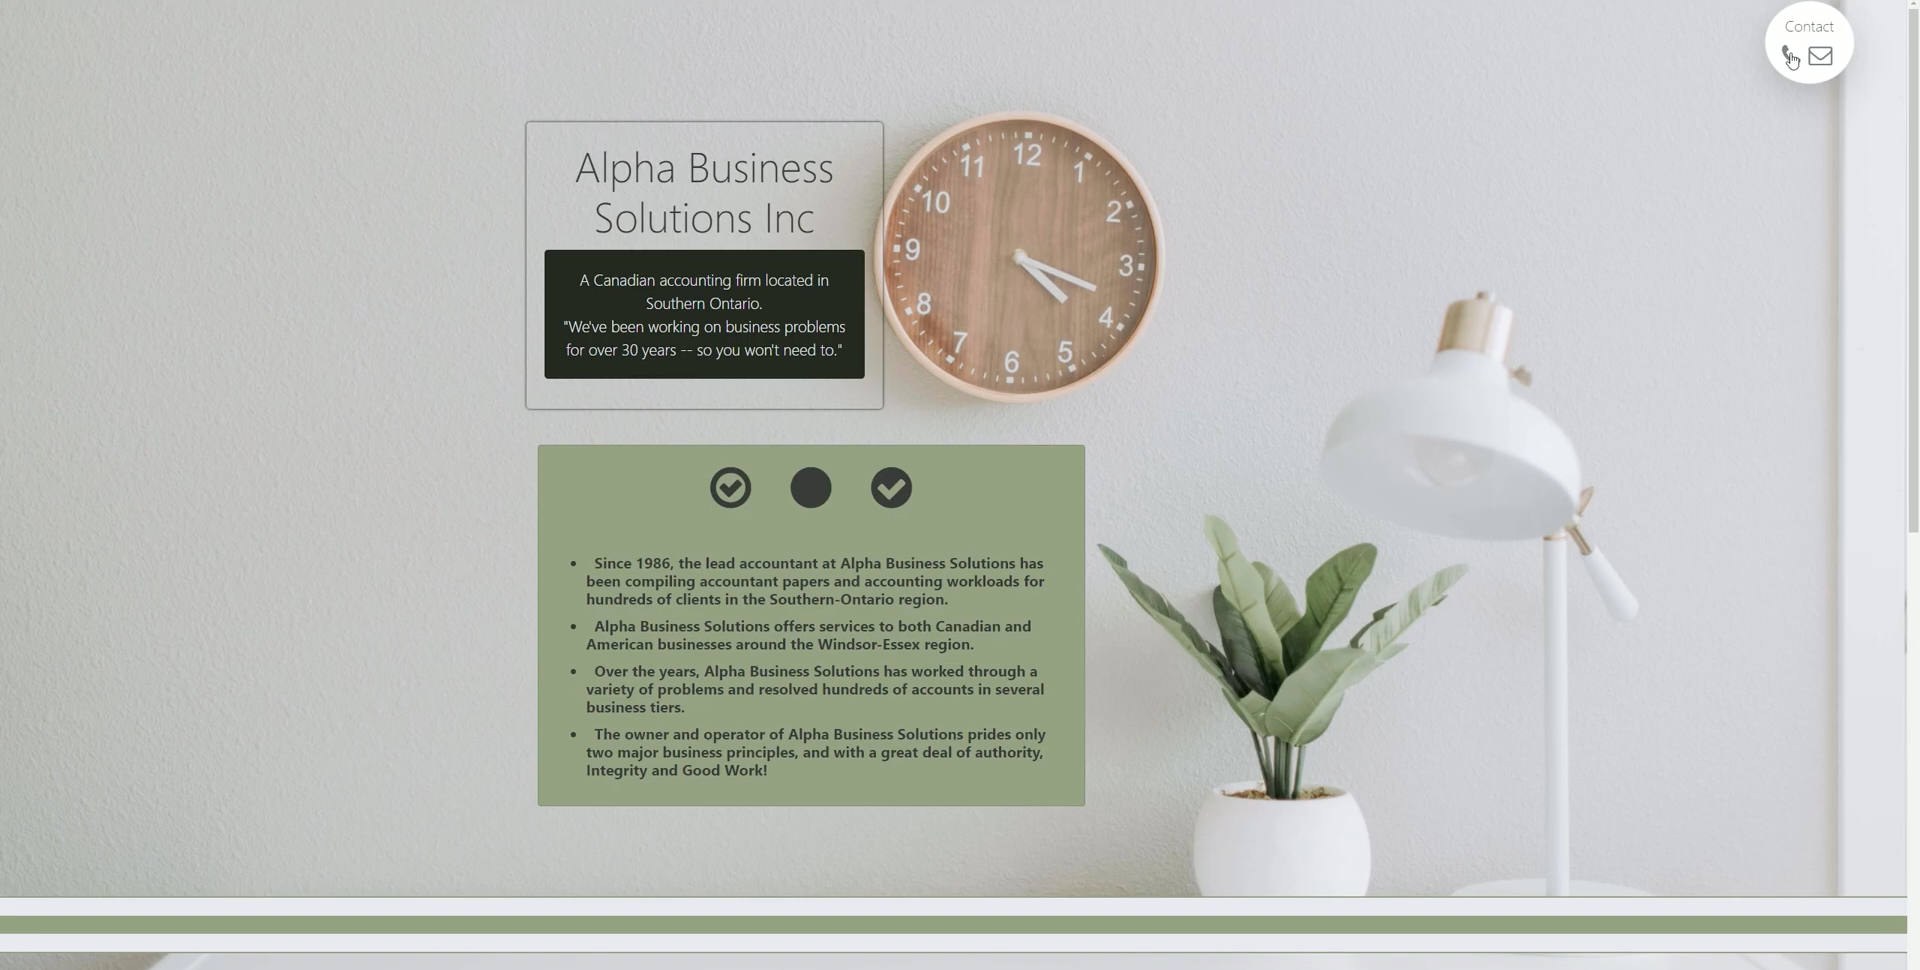 Contact
Alpha Business
Solutions Inc
A Canadian accounting firm located in
Southern Ontario.
"We've been working on business problems
for over 30 years -- so you won't need to."
12
11
1
10
2
9
3
8
4
7
5
6
• Since 1986, the lead accountant at Alpha Business Solutions has
been compiling accountant papers and accounting workloads for
hundreds of clients in the Southern-Ontario region.
• Alpha Business Solutions offers services to both Canadian and
American businesses around the Windsor-Essex region.
• Over the years, Alpha Business Solutions has worked through a
variety of problems and resolved hundreds of accounts in several
business tiers.
• The owner and operator of Alpha Business Solutions prides only
two major business principles, and with a great deal of authority,
Integrity and Good Work!